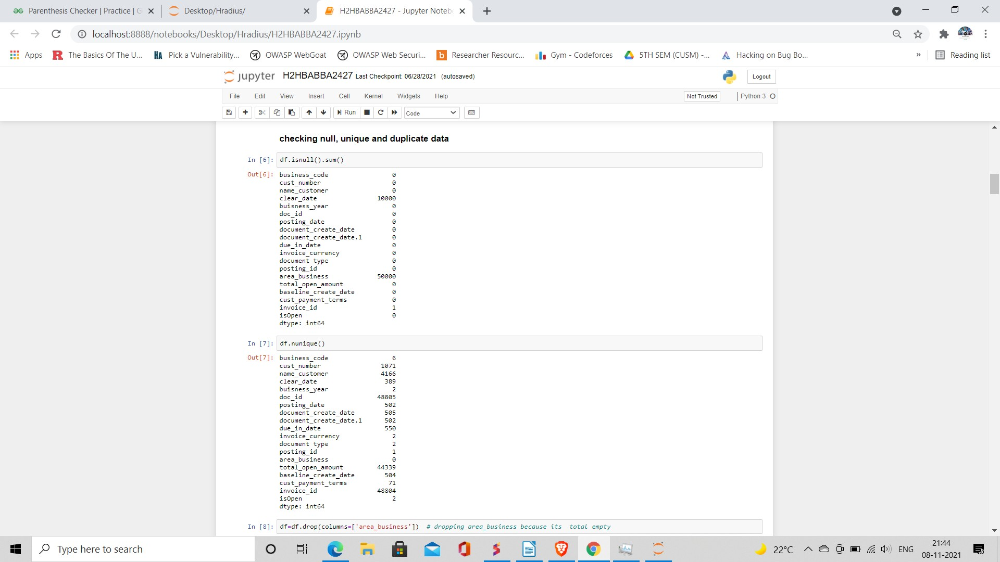 Parenthesis Checker | Practice | G
Desktop/Hradius/
H2HBABBA2427 - Jupyter Noteb
localhost:8888/notebooks/Desktop/Hradius/H2HBABBA2427.ipynb
Apps
The Basics Of The U...
Pick a Vulnerability...
OWASP WebGoat
OWASP Web Securi...
Researcher Resourc...
Gym - Codeforces
5TH SEM (CUSM) -...
Hacking on Bug Bo...
»
Reading list
jupyter H2HBABBA2427 Last Checkpoint: 06/28/2021 (autosaved)
Logout
File Edit View Insert Cell Kernel Widgets Help
Not Trusted
Python 3
Run
Code
checking null, unique and duplicate data
In [6]: df.isnull().sum()
Out[6]: business_code 0
cust_number 0
name_customer 0
clear_date 10000
buisness_year 0
doc_id 0
posting_date 0
document_create_date 0
document_create_date.1 0
due_in_date 0
invoice_currency 0
document type 0
posting_id 0
area_business 50000
total_open_amount 0
baseline_create_date 0
cust_payment_terms 0
invoice_id 1
isOpen 0
dtype: int64
In [7]: df.nunique()
Out[7]: business_code 6
cust_number 1071
name_customer 4166
clear_date 389
buisness_year 2
doc_id 48805
posting_date 502
document_create_date 505
document_create_date.1 502
due_in_date 550
invoice_currency 2
document type 2
posting_id 1
area_business 0
total_open_amount 44339
baseline_create_date 504
cust_payment_terms 71
invoice_id 48804
isOpen 2
dtype: int64
In [8]: df=df.drop(columns=['area_business']) # dropping area_business because its  total empty
Type here to search
22°C
ENG
21:44
08-11-2021